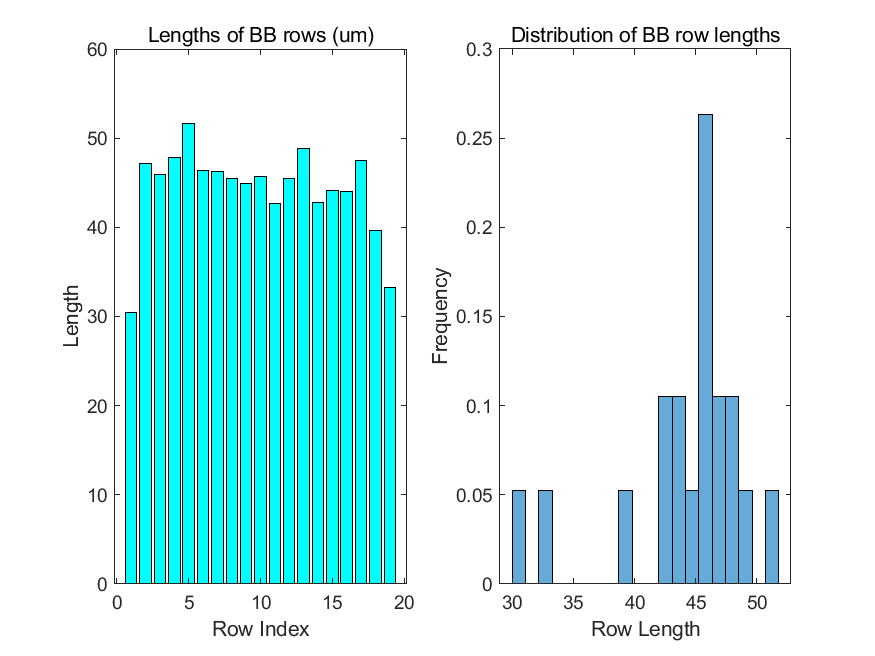 Lengths of BB rows (um)
60
50
40
30
20
10
0
Length
0 5 10 15 20
Row Index
Distribution of BB row lengths
0.3
0.25
0.2
0.15
0.1
0.05
0
Frequency
30 35 40 45 50
Row Length